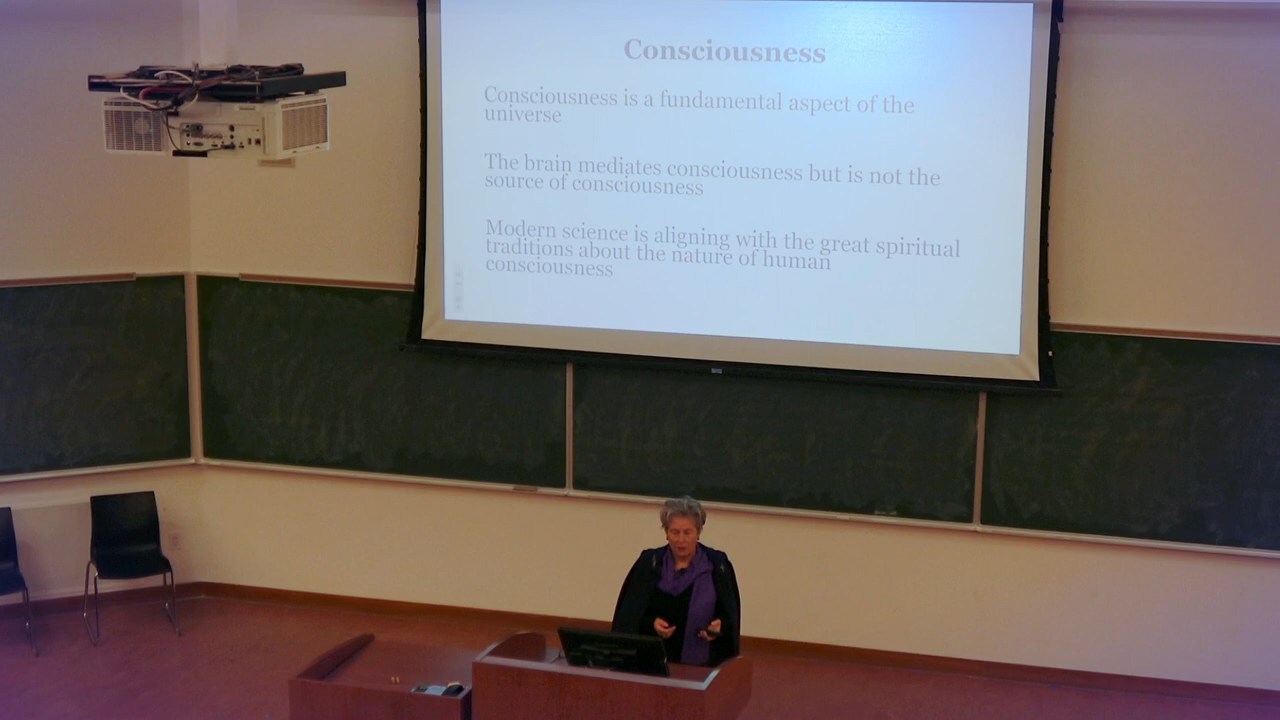 Consciousness
Consciousness is a fundamental aspect of the
universe
The brain mediates consciousness but is not the
source of consciousness
Modern science is aligning with the great spiritual
traditions about the nature of human
consciousness